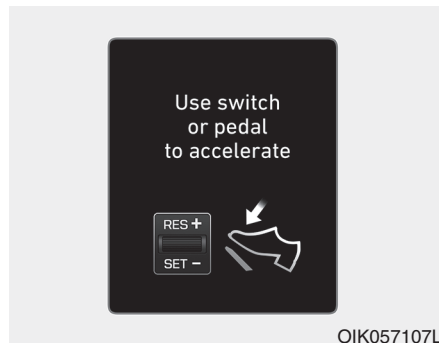 Use switch
or pedal
to accelerate
RES +
SET −
OIK057107L